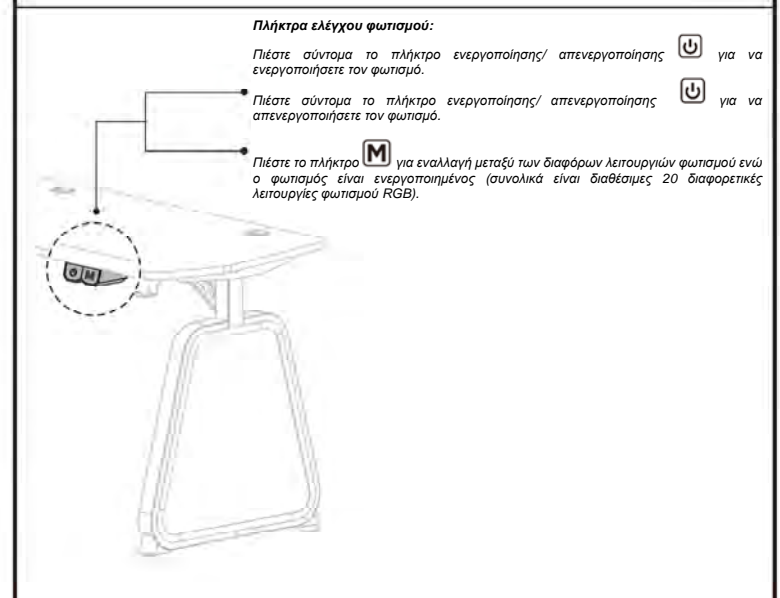 Πλήκτρα ελέγχου φωτισμού:
Πιέστε σύντομα το πλήκτρο ενεργοποίησης/ απενεργοποίησης για να
ενεργοποιήσετε τον φωτισμό.
Πιέστε σύντομα το πλήκτρο ενεργοποίησης/ απενεργοποίησης για να
απενεργοποιήσετε τον φωτισμό.
Πιέστε το πλήκτρο M για εναλλαγή μεταξύ των διαφόρων λειτουργιών φωτισμού ενώ
ο φωτισμός είναι ενεργοποιημένος (συνολικά είναι διαθέσιμες 20 διαφορετικές
λειτουργίες φωτισμού RGB).
M